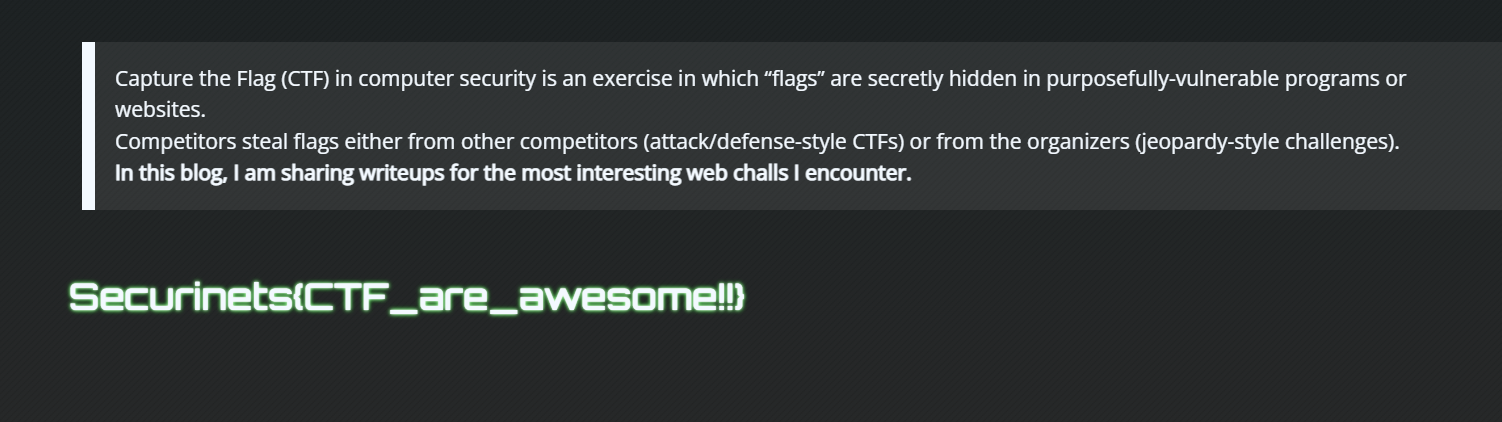 Capture the Flag (CTF) in computer security is an exercise in which “flags” are secretly hidden in purposefully-vulnerable programs or
websites.
Competitors steal flags either from other competitors (attack/defense-style CTFs) or from the organizers (jeopardy-style challenges).
In this blog, I am sharing writeups for the most interesting web challs I encounter.
Securinets{CTF_are_awesome!!}